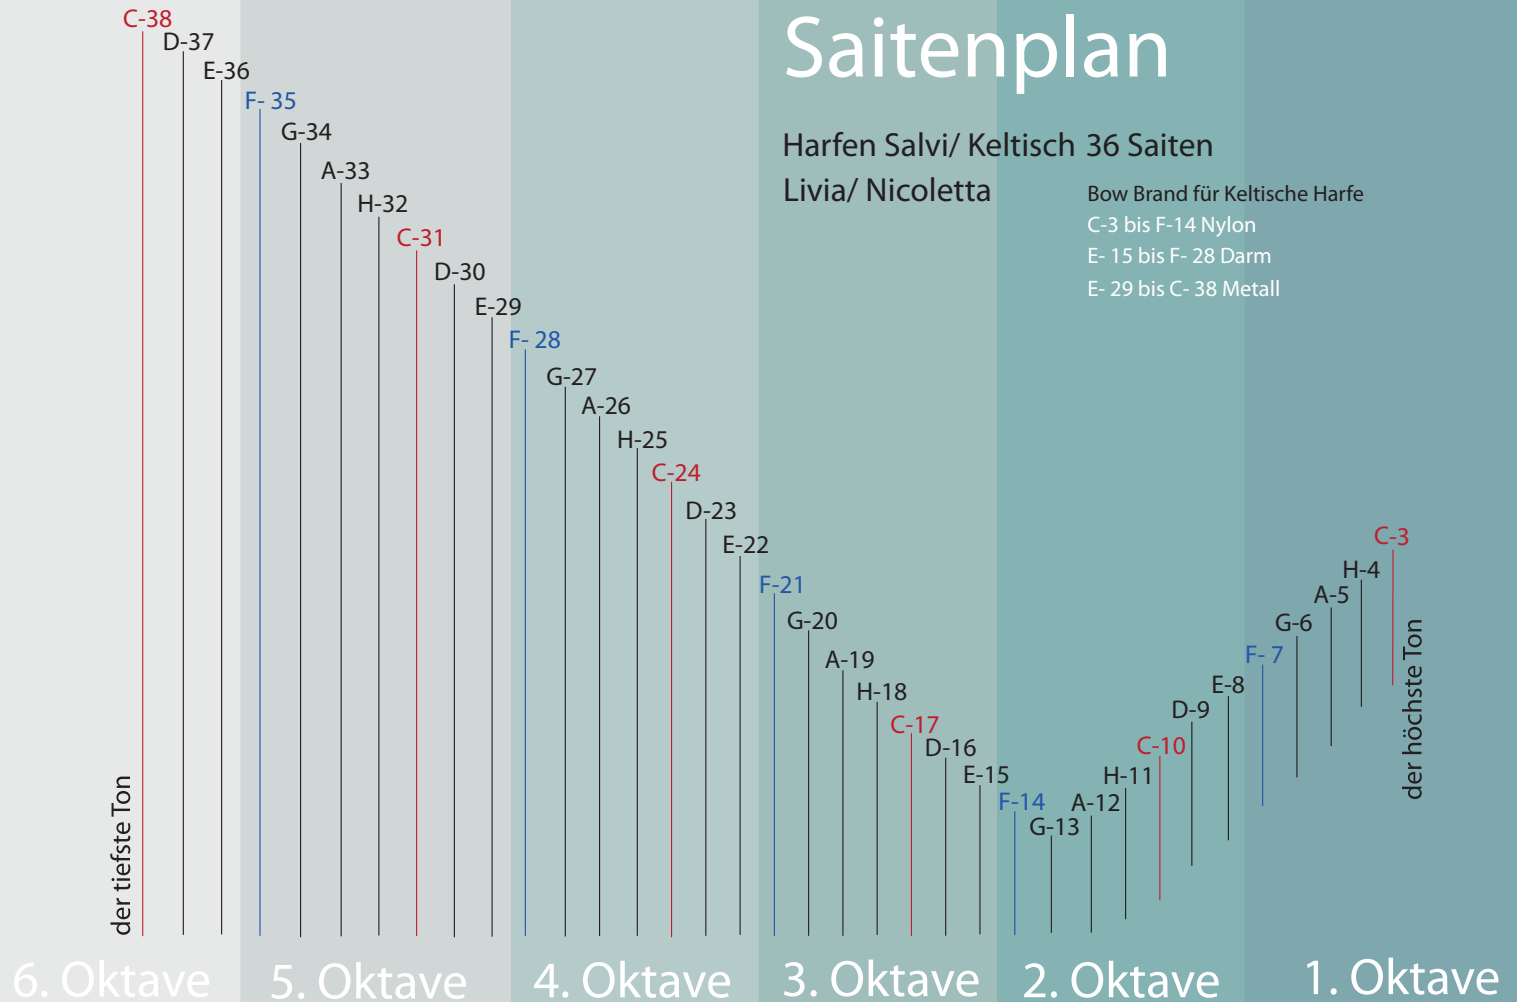 Saitenplan
Harfen Salvi/ Keltisch 36 Saiten
Livia/ Nicoletta
Bow Brand für Keltische Harfe
C-3 bis F-14 Nylon
E- 15 bis F- 28 Darm
E- 29 bis C- 38 Metall
C-38
D-37
E-36
F- 35
G-34
A-33
H-32
C-31
D-30
E-29
F- 28
G-27
A-26
H-25
C-24
D-23
E-22
F-21
G-20
A-19
H-18
C-17
D-16
E-15
F-14
G-13
A-12
H-11
C-10
D-9
E-8
F- 7
G-6
A-5
H-4
C-3
der tiefste Ton
der höchste Ton
6. Oktave
5. Oktave
4. Oktave
3. Oktave
2. Oktave
1. Oktave